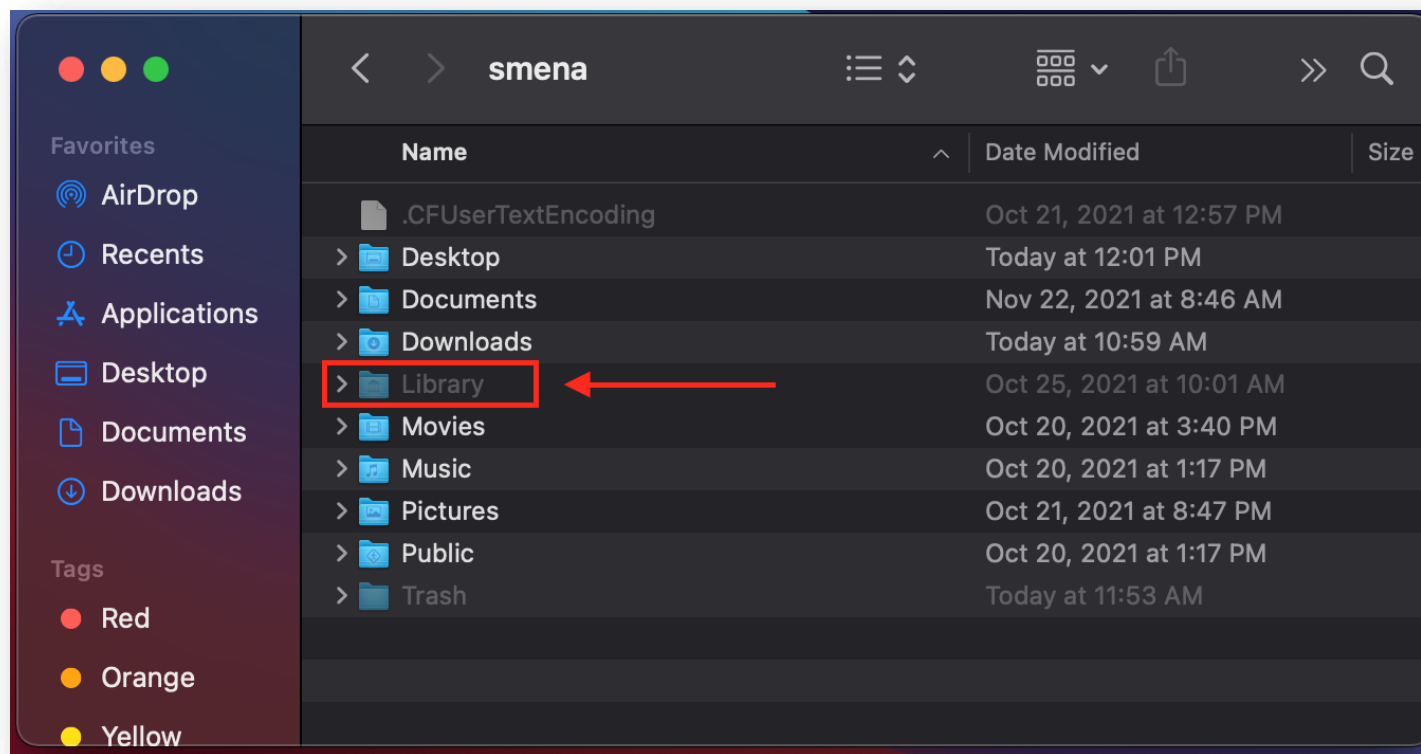 smena
Favorites
AirDrop
Recents
Applications
Desktop
Documents
Downloads
Tags
Red
Orange
Yellow
Name Date Modified Size
.CFUserTextEncoding Oct 21, 2021 at 12:57 PM
Desktop Today at 12:01 PM
Documents Nov 22, 2021 at 8:46 AM
Downloads Today at 10:59 AM
Library Oct 25, 2021 at 10:01 AM
Movies Oct 20, 2021 at 3:40 PM
Music Oct 20, 2021 at 1:17 PM
Pictures Oct 21, 2021 at 8:47 PM
Public Oct 20, 2021 at 1:17 PM
Trash Today at 11:53 AM